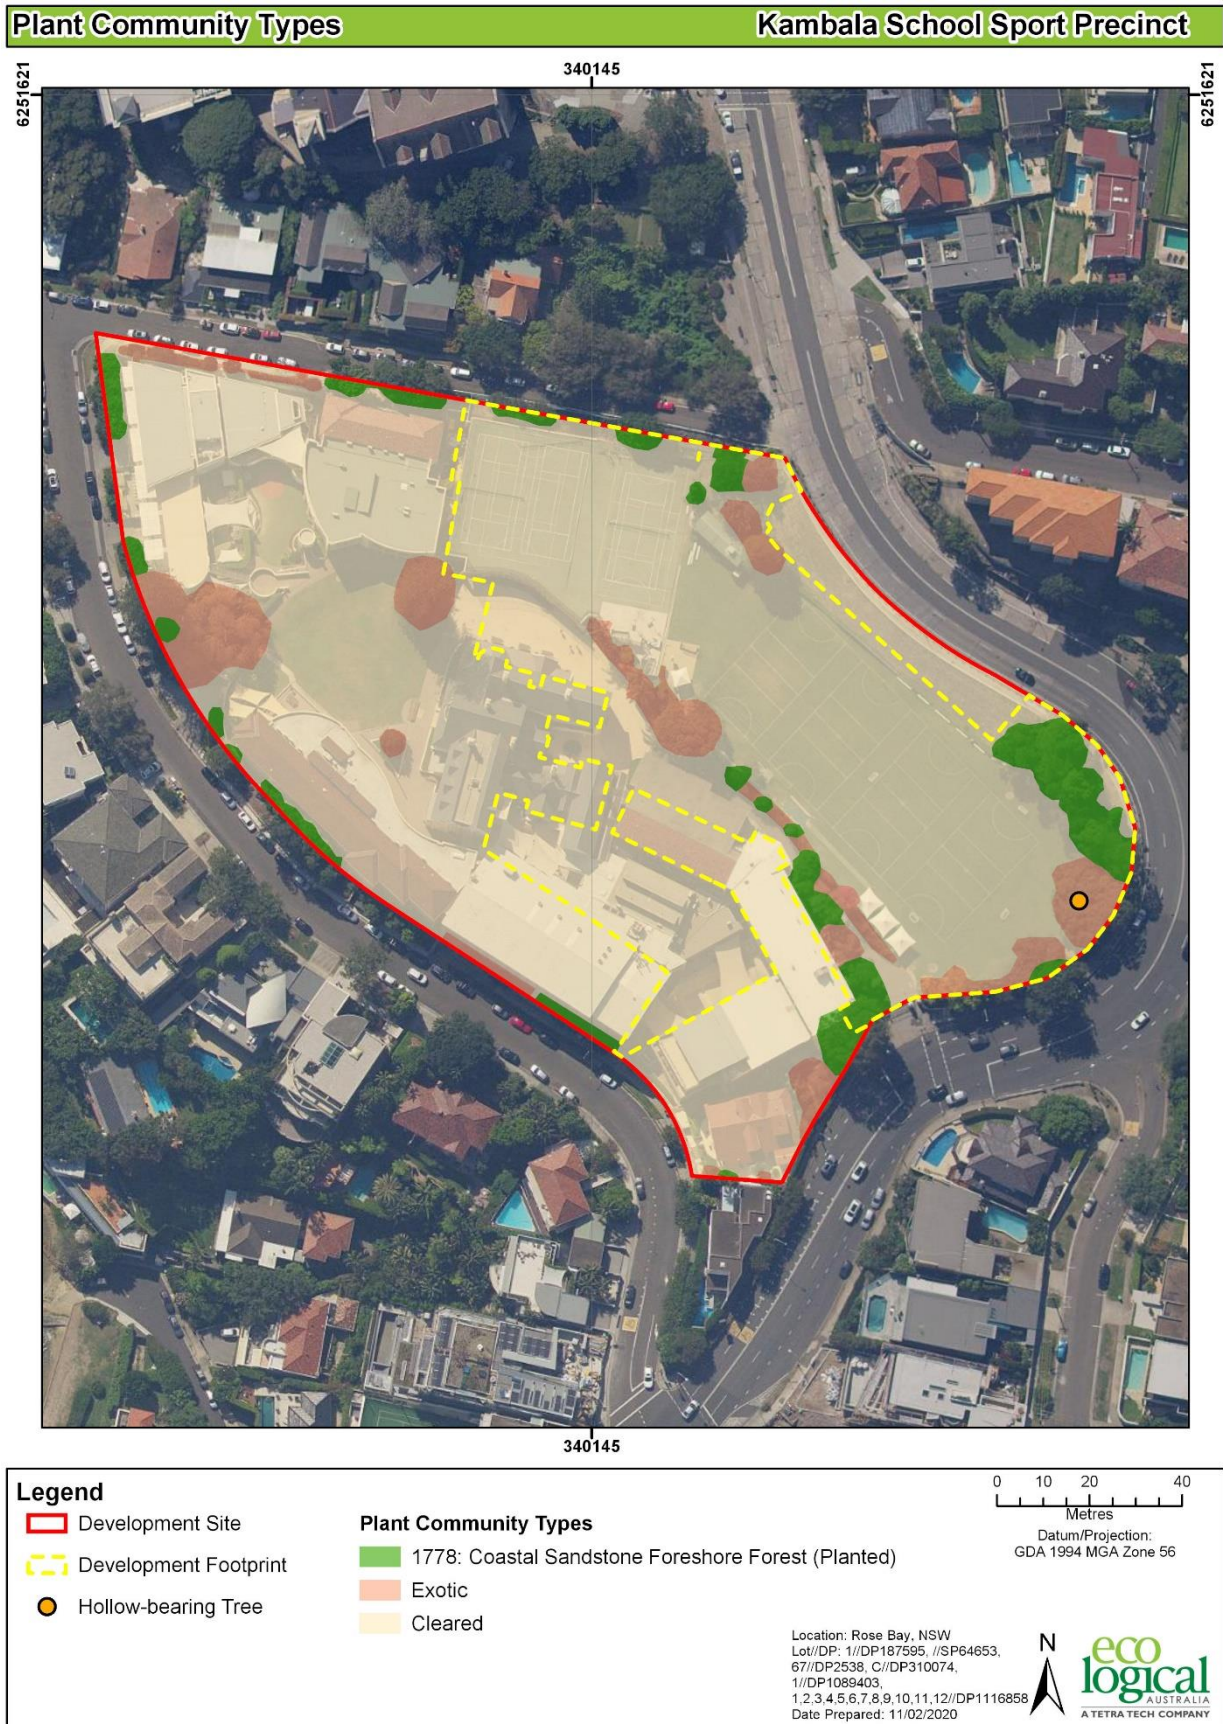 Plant Community Types
Kambala School Sport Precinct
340145
6251621
6251621
340145
Legend
Development Site
Development Footprint
Hollow-bearing Tree
Plant Community Types
1778: Coastal Sandstone Foreshore Forest (Planted)
Exotic
Cleared
0 10 20 40
Metres
Datum/Projection:
GDA 1994 MGA Zone 56
Location: Rose Bay, NSW
Lot//DP: 1//DP187595, //SP64653,
67//DP2538, C//DP310074,
1//DP1089403,
1,2,3,4,5,6,7,8,9,10,11,12//DP1116858
Date Prepared: 11/02/2020
N
eco
logical
AUSTRALIA
A TETRA TECH COMPANY